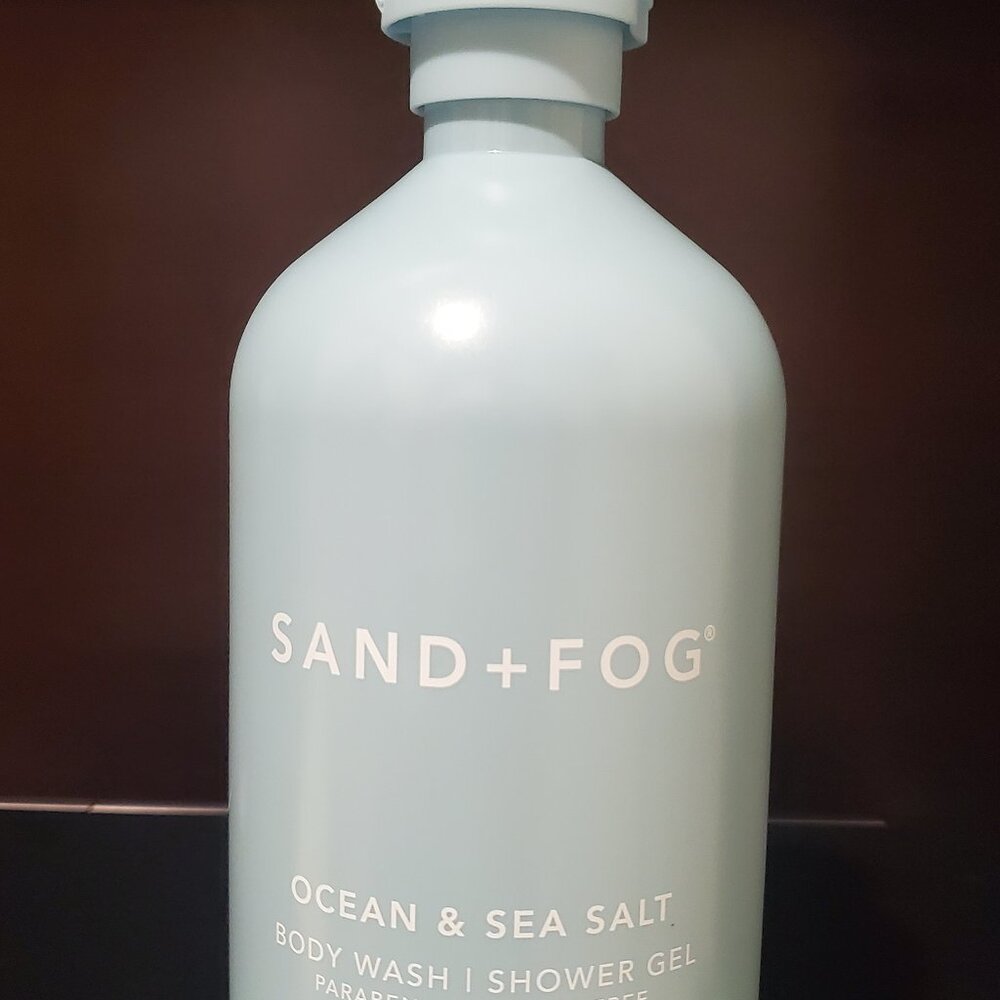 SAND+FOG®
OCEAN & SEA SALT
BODY WASH | SHOWER GEL